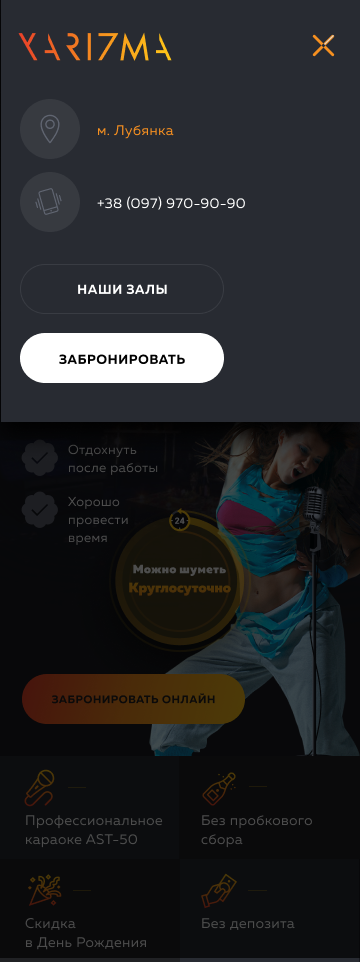 XARI7MA
м. Лубянка
+38 (097) 970-90-90
НАШИ ЗАЛЫ
ЗАБРОНИРОВАТЬ
Отдохнуть
после работы
Хорошо
провести
время
24
Можно шуметь
Круглосуточно
ЗАБРОНИРОВАТЬ ОНЛАЙН
Профессиональное
караоке AST-50
Без пробкового
сбора
Скидка
в День Рождения
Без депозита